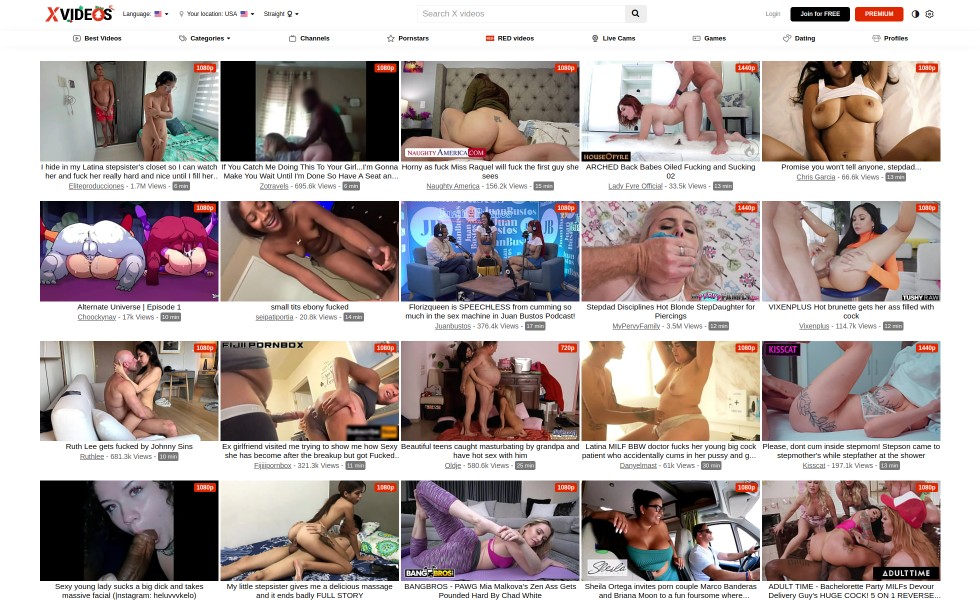 XVIDEOS
Language:
Your location: USA
Straight
Search X videos
Login
Join for FREE
PREMIUM
Best Videos
Categories
Channels
Pornstars
RED videos
Live Cams
Games
Dating
Profiles
1080p
1080p
1080p
1440p
1080p
NAUGHTY AMERICA.COM
HOUSEOFYRE
I hide in my Latina stepsister's closet so I can watch
her and fuck her really hard and nice until I fill her..
Eliteproducciones - 1.7M Views - 6 min
If You Catch Me Doing This To Your Girl...I'm Gonna
Make You Wait Until I'm Done So Have A Seat an...
Zotravels - 695.6k Views - 6 min
Horny as fuck Miss Raquel will fuck the first guy she
sees
Naughty America - 156.2k Views - 15 min
ARCHED Back Babes Oiled Fucking and Sucking
02
Lady Fyre Official - 33.5k Views - 13 min
Promise you won't tell anyone, stepdad...
Chris Garcia - 66.6k Views - 13 min
1080p
1080p
1440p
1080p
TUSHY RAW
Alternate Universe | Episode 1
Choockynay - 17k Views - 10 min
small tits ebony fucked
seipatiportia - 20.8k Views - 14 min
Florizqueen is SPEECHLESS from cumming so
much in the sex machine in Juan Bustos Podcast!
Juanbustos - 376.4k Views - 17 min
Stepdad Disciplines Hot Blonde StepDaughter for
Piercings
MyPervyFamily - 3.5M Views - 12 min
VIXENPLUS Hot brunette gets her ass filled with
cock
Vixenplus - 114.7k Views - 12 min
1080p
FIJIIPORNBOX
1080p
720p
1080p
KISSCAT
1440p
Ruth Lee gets fucked by Johnny Sins
Ruthlee - 681.3k Views - 10 min
Ex girlfriend visited me trying to show me how Sexy
she has become after the breakup but got Fucked..
Fijiiipornbox - 321.3k Views - 11 min
Beautiful teens caught masturbating by grandpa and
have hot sex with him
Oldje - 580.6k Views - 25 min
Latina MILF BBW doctor fucks her young big cock
patient who accidentally cums in her pussy and g...
Danyelmast - 61k Views - 30 min
Please, dont cum inside stepmom! Stepson came to
stepmother's while stepfather at the shower
Kisscat - 197.1k Views - 13 min
1080p
1080p
1080p
1080p
1080p
BANGBROS!
Sheila
ADULT TIME
Sexy young lady sucks a big dick and takes
massive facial (Instagram: heluvvvkelo)
My little stepsister gives me a delicious massage
and it ends badly FULL STORY
BANGBROS - PAWG Mia Malkova's Zen Ass Gets
Pounded Hard By Chad White
Sheila Ortega invites porn couple Marco Banderas
and Briana Moon to a fun foursome where...
ADULT TIME - Bachelorette Party MILFs Devour
Delivery Guy's HUGE COCK! 5 ON 1 REVERSE...